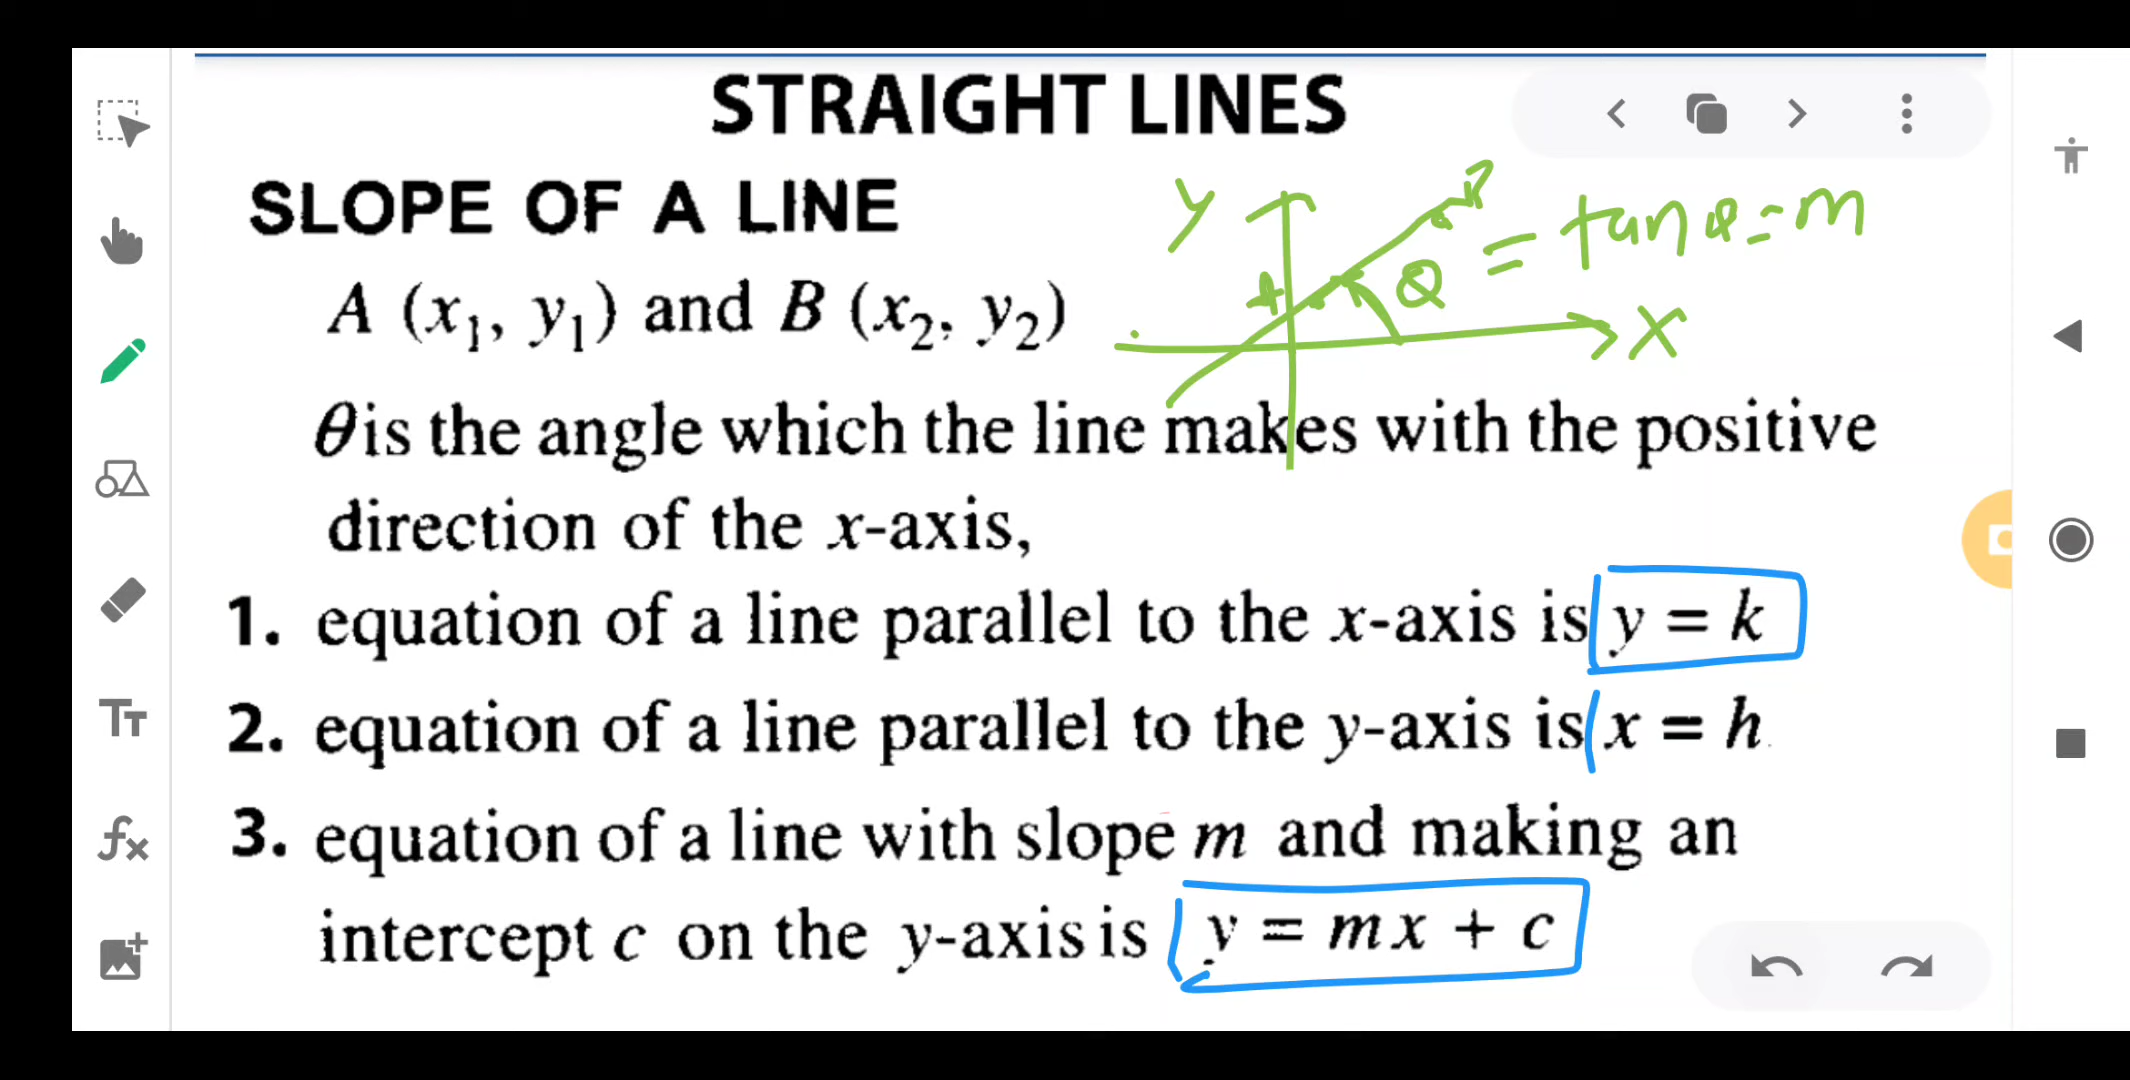 STRAIGHT LINES
SLOPE OF A LINE
Y
A (x₁, y₁) and B (x₂, y₂)
θ = tan θ = m
X
θ is the angle which the line makes with the positive
direction of the x-axis,
1. equation of a line parallel to the x-axis is y = k
2. equation of a line parallel to the y-axis is x = h
3. equation of a line with slope m and making an
intercept c on the y-axis is y = mx + c